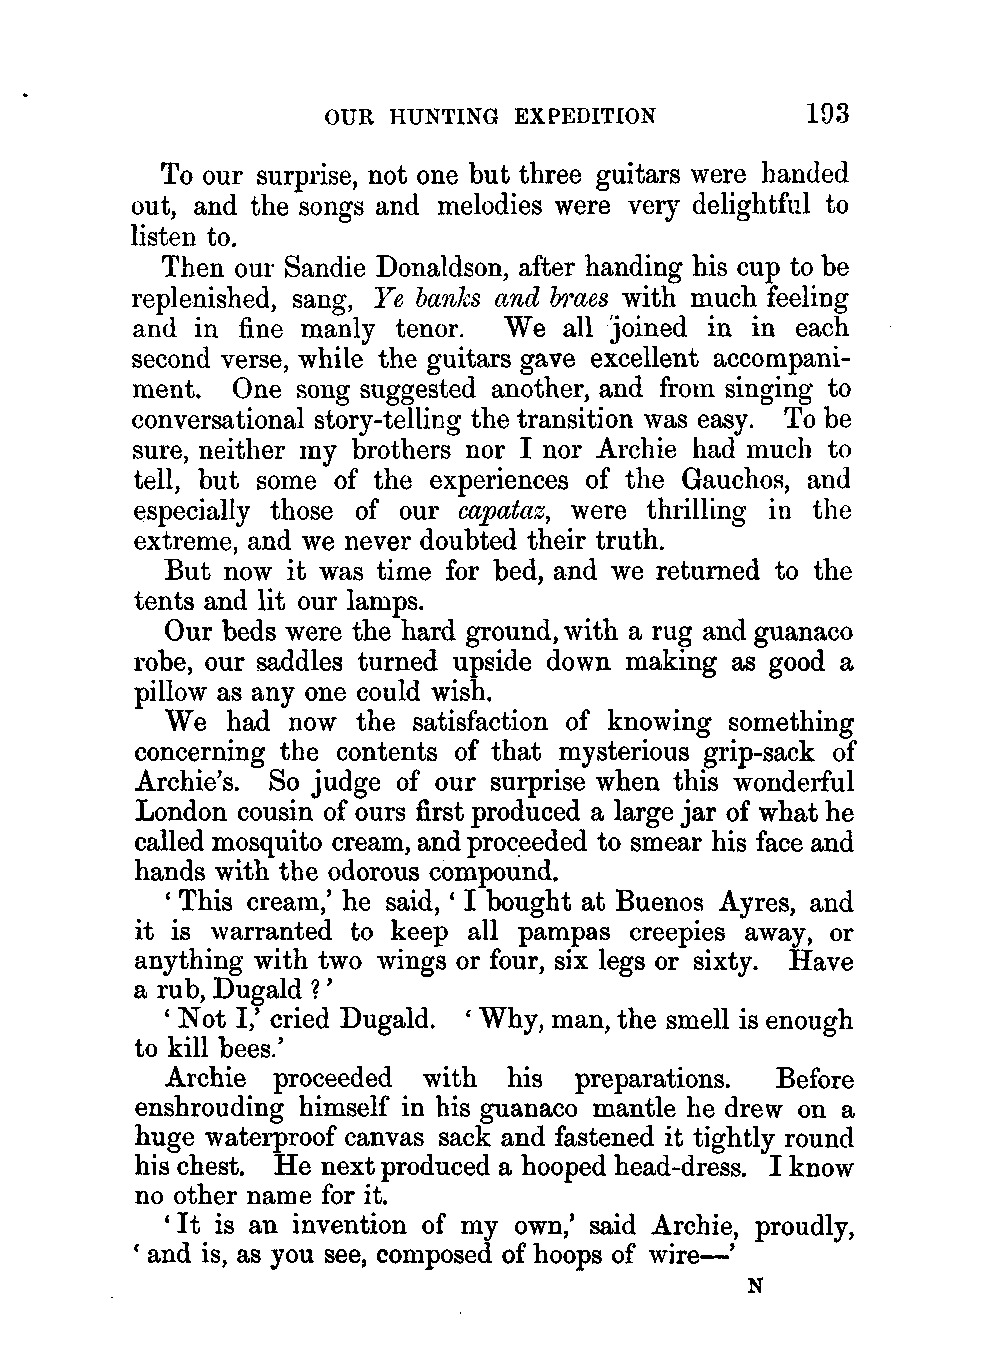 OUR HUNTING EXPEDITION 193
To our surprise, not one but three guitars were handed
out, and the songs and melodies were very delightful to
listen to.
Then our Sandie Donaldson, after handing his cup to be
replenished, sang, Ye banks and braes with much feeling
and in fine manly tenor. We all joined in in each
second verse, while the guitars gave excellent accompani-
ment. One song suggested another, and from singing to
conversational story-telling the transition was easy. To be
sure, neither my brothers nor I nor Archie had much to
tell, but some of the experiences of the Gauchos, and
especially those of our capataz, were thrilling in the
extreme, and we never doubted their truth.
But now it was time for bed, and we returned to the
tents and lit our lamps.
Our beds were the hard ground, with a rug and guanaco
robe, our saddles turned upside down making as good a
pillow as any one could wish.
We had now the satisfaction of knowing something
concerning the contents of that mysterious grip-sack of
Archie's. So judge of our surprise when this wonderful
London cousin of ours first produced a large jar of what he
called mosquito cream, and proceeded to smear his face and
hands with the odorous compound.
‘This cream,’ he said, ‘I bought at Buenos Ayres, and
it is warranted to keep all pampas creepies away, or
anything with two wings or four, six legs or sixty. Have
a rub, Dugald?’
‘Not I,’ cried Dugald. ‘Why, man, the smell is enough
to kill bees.’
Archie proceeded with his preparations. Before
enshrouding himself in his guanaco mantle he drew on a
huge waterproof canvas sack and fastened it tightly round
his chest. He next produced a hooped head-dress. I know
no other name for it.
‘It is an invention of my own,’ said Archie, proudly,
‘and is, as you see, composed of hoops of wire—’
N